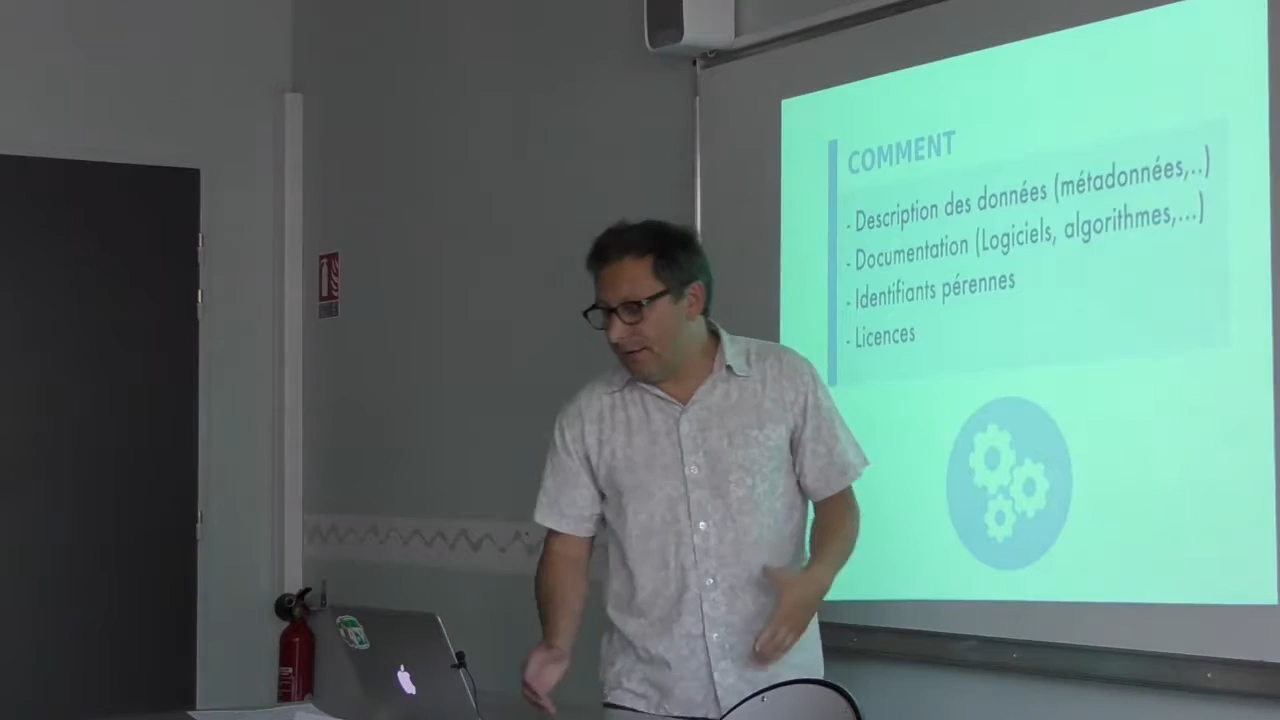 COMMENT
- Description des données (métadonnées,..)
- Documentation (Logiciels, algorithmes,...)
- Identifiants pérennes
- Licences